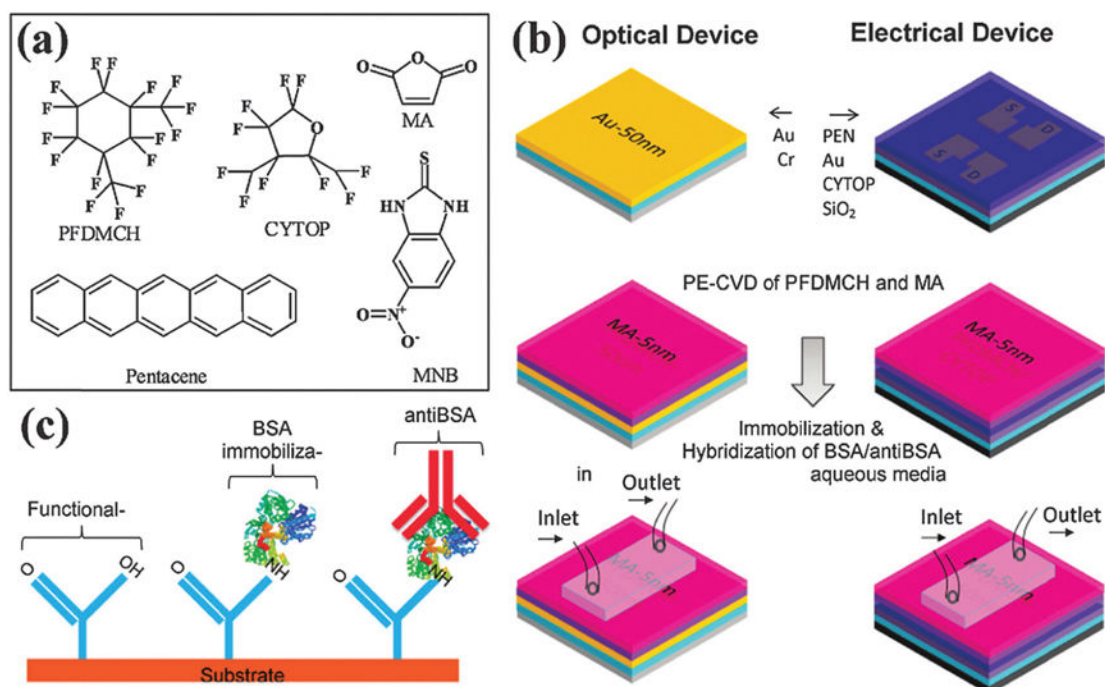 (a)
F F
F F F
F F
F F
F F
F F
F F
F F
PFDMCH
F F
F F
O
F F F F
F F
CYTOP
O O O
MA
S
HN NH
O N+
O-
MNB
Pentacene
(b)
Optical Device
Electrical Device
Au-50nm
Au
Cr
PEN
Au
CYTOP
SiO2
S D
S D
PE-CVD of PFDMCH and MA
MA-5nm
MA-5nm
Immobilization &
Hybridization of BSA/antiBSA
in aqueous media
Inlet
Outlet
MA-5nm
Inlet
Outlet
MA-5nm
(c)
Functional-
BSA
immobiliza-
antiBSA
O OH
O NH
O NH
Substrate